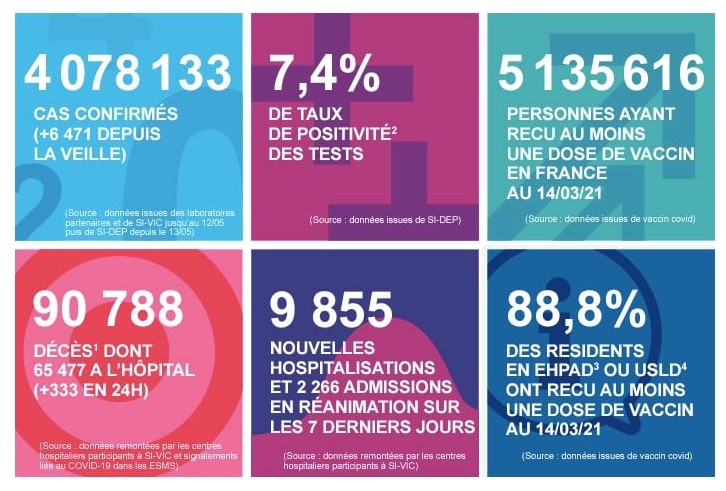 4 078 133
CAS CONFIRMÉS
(+6 471 DEPUIS
LA VEILLE)
(Source : données issues des laboratoires
partenaires et de SI-VIC jusqu'au 12/05
puis de SI-DEP depuis le 13/05)
7,4%
DE TAUX
DE POSITIVITÉ²
DES TESTS
(Source : données issues de SI-DEP)
5 135 616
PERSONNES AYANT
RECU AU MOINS
UNE DOSE DE VACCIN
EN FRANCE
AU 14/03/21
(Source : données issues de vaccin covid)
90 788
DÉCÈS¹ DONT
65 477 A L'HÔPITAL
(+333 EN 24H)
(Source : données remontées par les centres
hospitaliers participants à SI-VIC et signalements
liés au COVID-19 dans les ESMS)
9 855
NOUVELLES
HOSPITALISATIONS
ET 2 266 ADMISSIONS
EN RÉANIMATION SUR
LES 7 DERNIERS JOURS
(Source : données remontées par les centres
hospitaliers participants à SI-VIC)
88,8%
DES RESIDENTS
EN EHPAD³ OU USLD⁴
ONT RECU AU MOINS
UNE DOSE DE VACCIN
AU 14/03/21
(Source : données issues de vaccin covid)